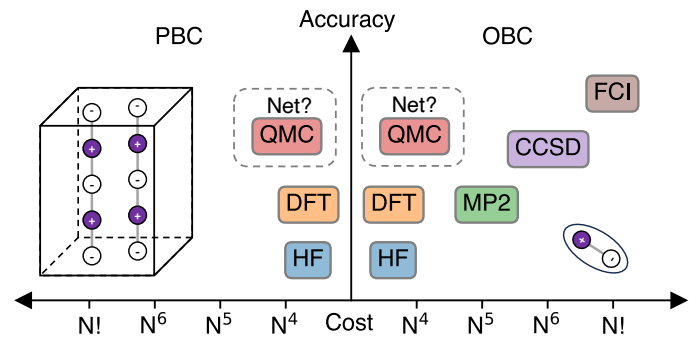 PBC Accuracy OBC
Net? Net? FCI
QMC QMC CCSD
DFT DFT MP2
HF HF
N! N⁶ N⁵ N⁴ Cost N⁴ N⁵ N⁶ N!
- -
+ +
- -
+ +
- -
+ -